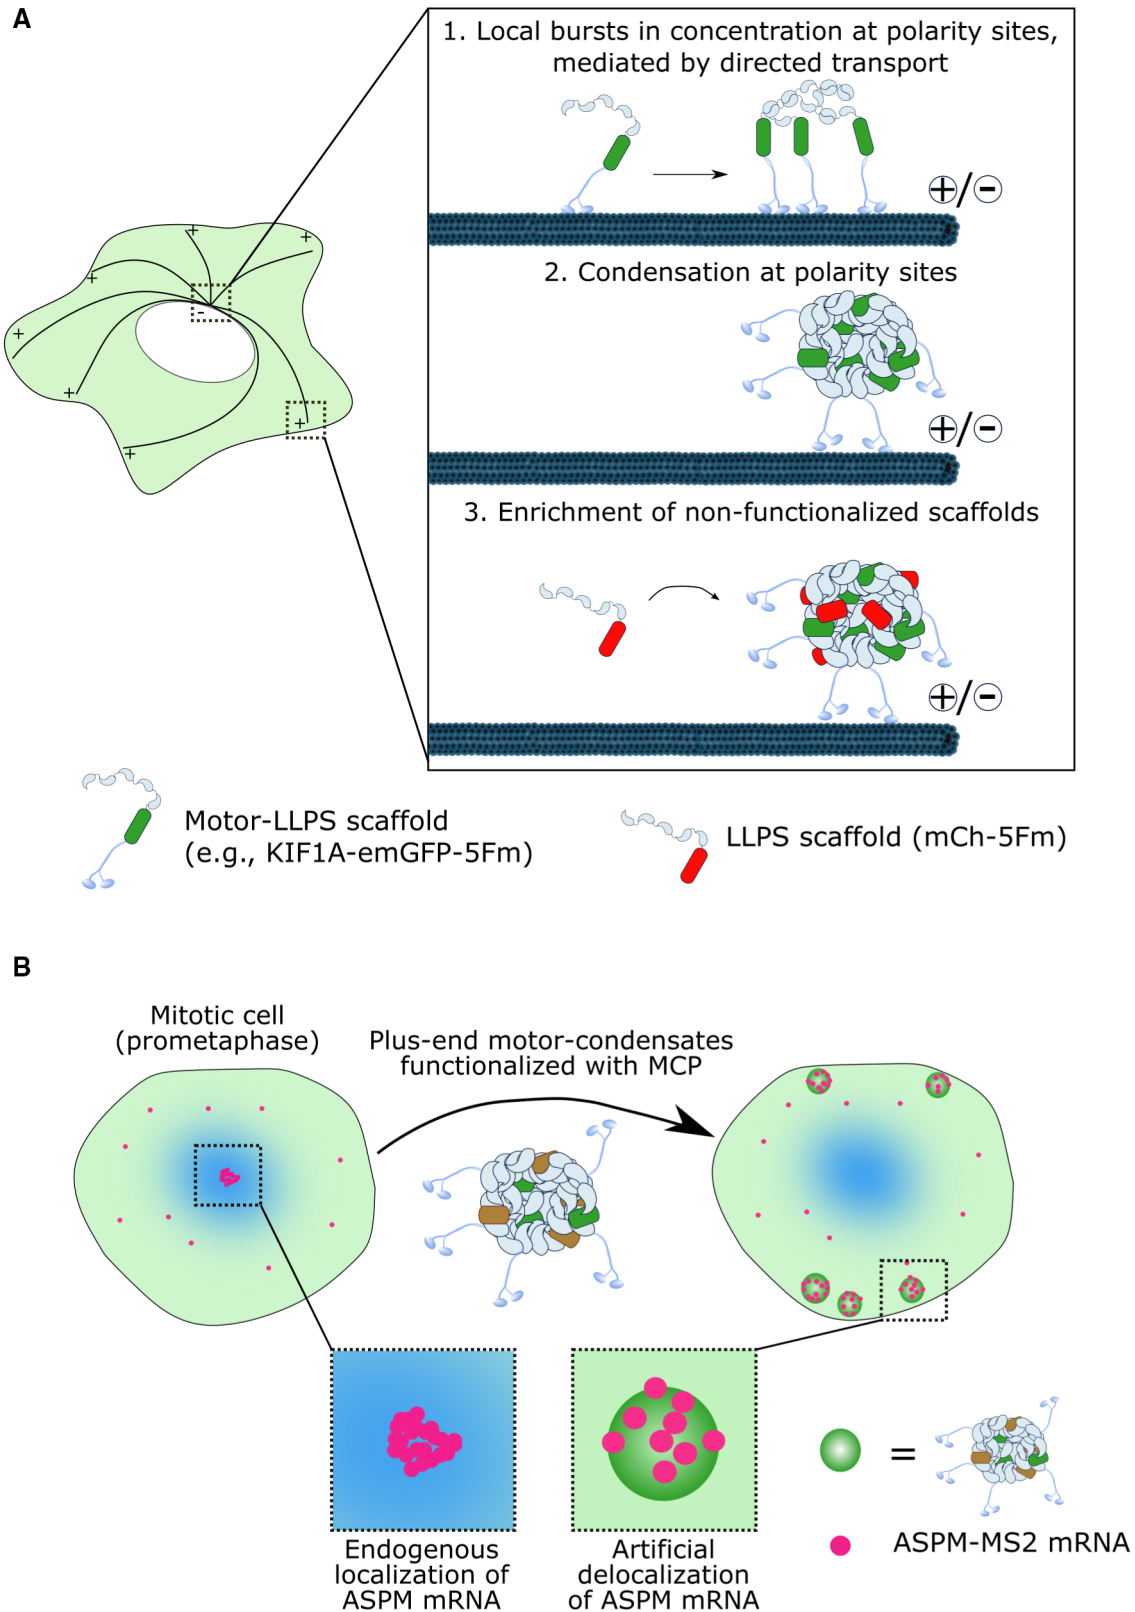 A
1. Local bursts in concentration at polarity sites,
mediated by directed transport
+/-
2. Condensation at polarity sites
+/-
3. Enrichment of non-functionalized scaffolds
+/-
+
+
+
+
+
+
+
-
Motor-LLPS scaffold
(e.g., KIF1A-emGFP-5Fm)
LLPS scaffold (mCh-5Fm)
B
Mitotic cell
(prometaphase)
Plus-end motor-condensates
functionalized with MCP
Endogenous
localization of
ASPM mRNA
Artificial
delocalization
of ASPM mRNA
=
ASPM-MS2 mRNA